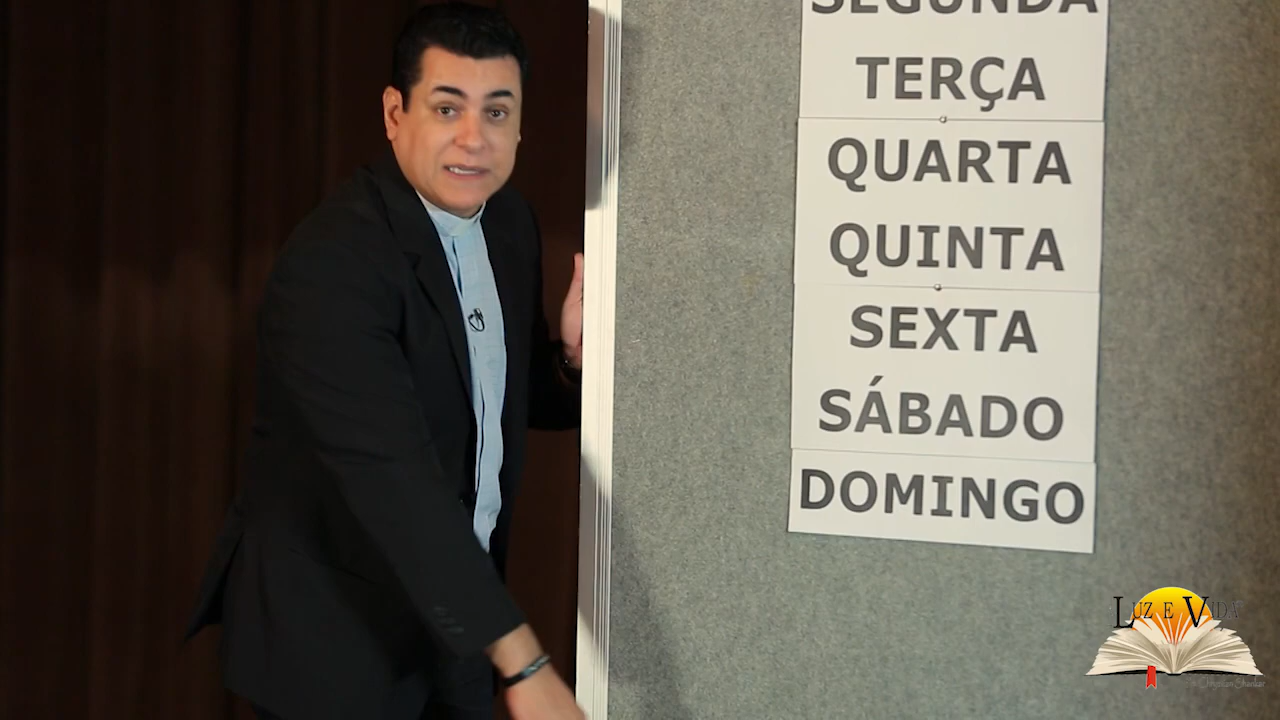 SEGUNDA
TERÇA
QUARTA
QUINTA
SEXTA
SÁBADO
DOMINGO
LUZ E VIDA